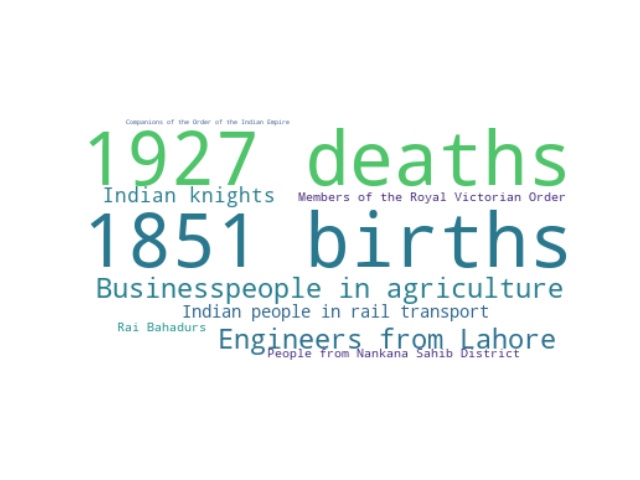 Companions of the Order of the Indian Empire
1927 deaths
Indian knights
Members of the Royal Victorian Order
1851 births
Businesspeople in agriculture
Indian people in rail transport
Rai Bahadurs
Engineers from Lahore
People from Nankana Sahib District